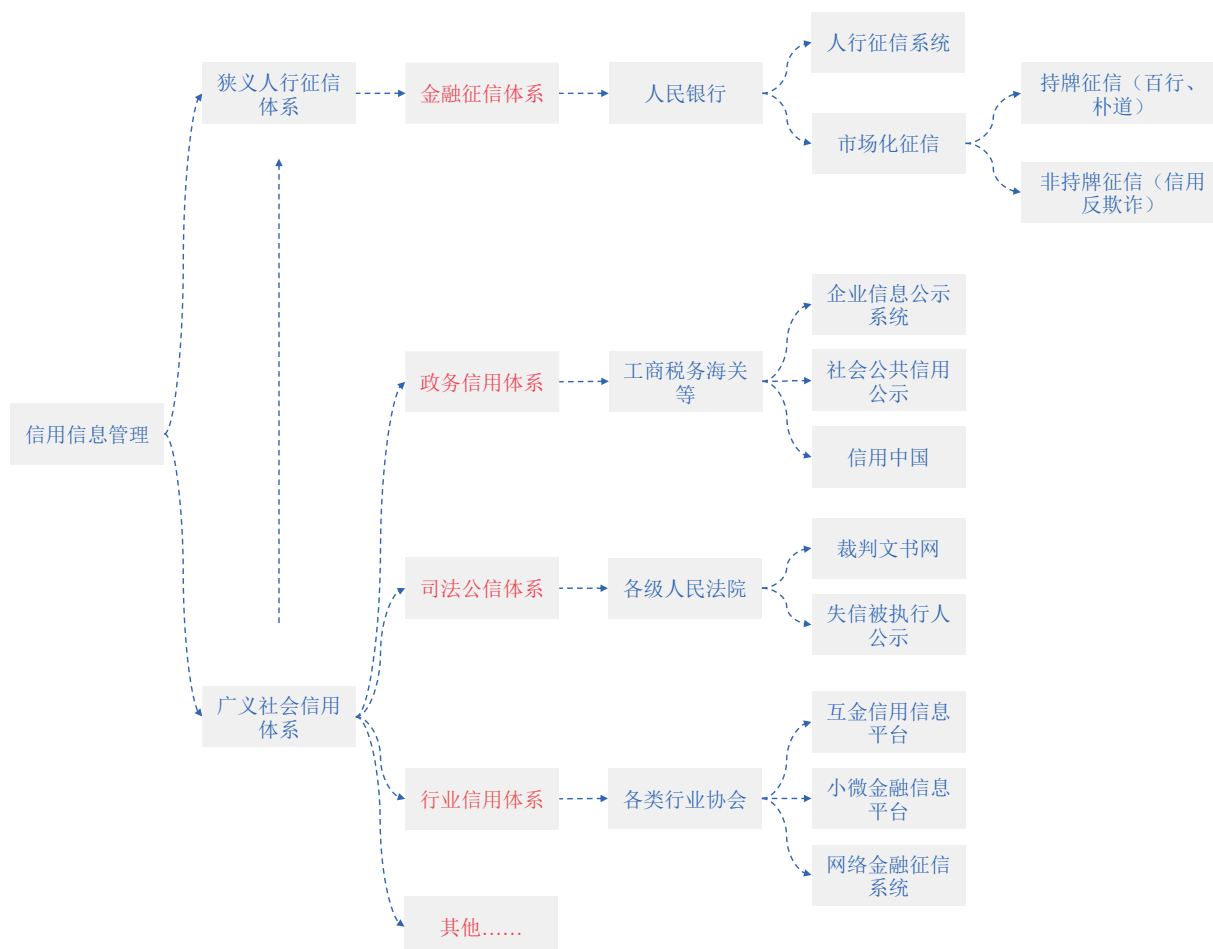 人行征信系统
狭义人行征信
体系
金融征信体系
人民银行
持牌征信（百行、
朴道）
市场化征信
非持牌征信（信用
反欺诈）
企业信息公示
系统
政务信用体系
工商税务海关
等
社会公共信用
公示
信用信息管理
信用中国
裁判文书网
司法公信体系
各级人民法院
失信被执行人
公示
广义社会信用
体系
互金信用信息
平台
行业信用体系
各类行业协会
小微金融信息
平台
网络金融征信
系统
其他……